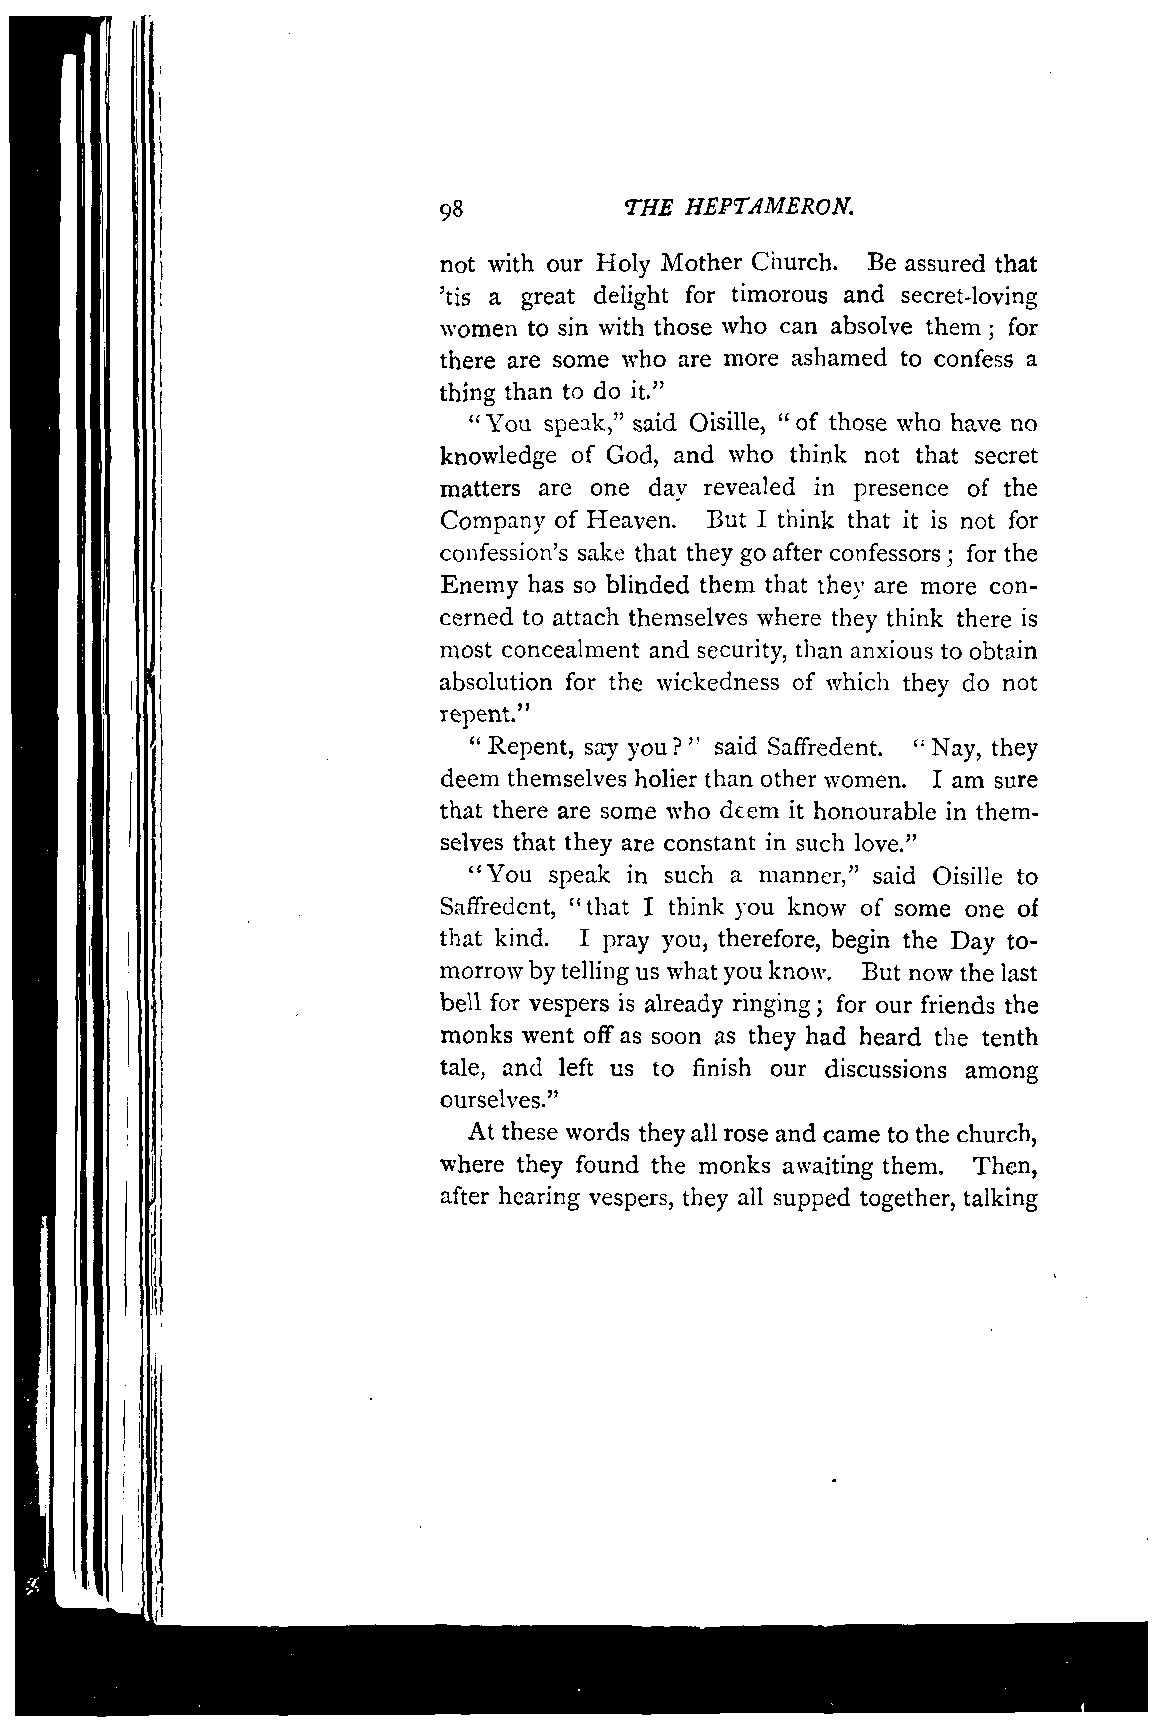 98 THE HEPTAMERON.
not with our Holy Mother Church. Be assured that
'tis a great delight for timorous and secret-loving
women to sin with those who can absolve them ; for
there are some who are more ashamed to confess a
thing than to do it."
"You speak," said Oisille, "of those who have no
knowledge of God, and who think not that secret
matters are one day revealed in presence of the
Company of Heaven. But I think that it is not for
confession's sake that they go after confessors ; for the
Enemy has so blinded them that they are more con-
cerned to attach themselves where they think there is
most concealment and security, than anxious to obtain
absolution for the wickedness of which they do not
repent."
"Repent, say you?" said Saffredent. "Nay, they
deem themselves holier than other women. I am sure
that there are some who deem it honourable in them-
selves that they are constant in such love."
"You speak in such a manner," said Oisille to
Saffredent, "that I think you know of some one of
that kind. I pray you, therefore, begin the Day to-
morrow by telling us what you know. But now the last
bell for vespers is already ringing ; for our friends the
monks went off as soon as they had heard the tenth
tale, and left us to finish our discussions among
ourselves."
At these words they all rose and came to the church,
where they found the monks awaiting them. Then,
after hearing vespers, they all supped together, talking